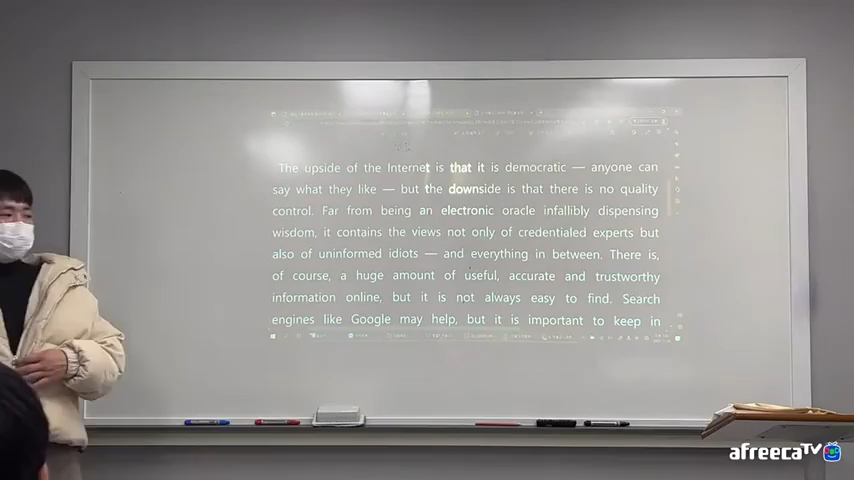 The upside of the Internet is that it is democratic — anyone can
say what they like — but the downside is that there is no quality
control. Far from being an electronic oracle infallibly dispensing
wisdom, it contains the views not only of credentialed experts but
also of uninformed idiots — and everything in between. There is,
of course, a huge amount of useful, accurate and trustworthy
information online, but it is not always easy to find. Search
engines like Google may help, but it is important to keep in
afreecaTV